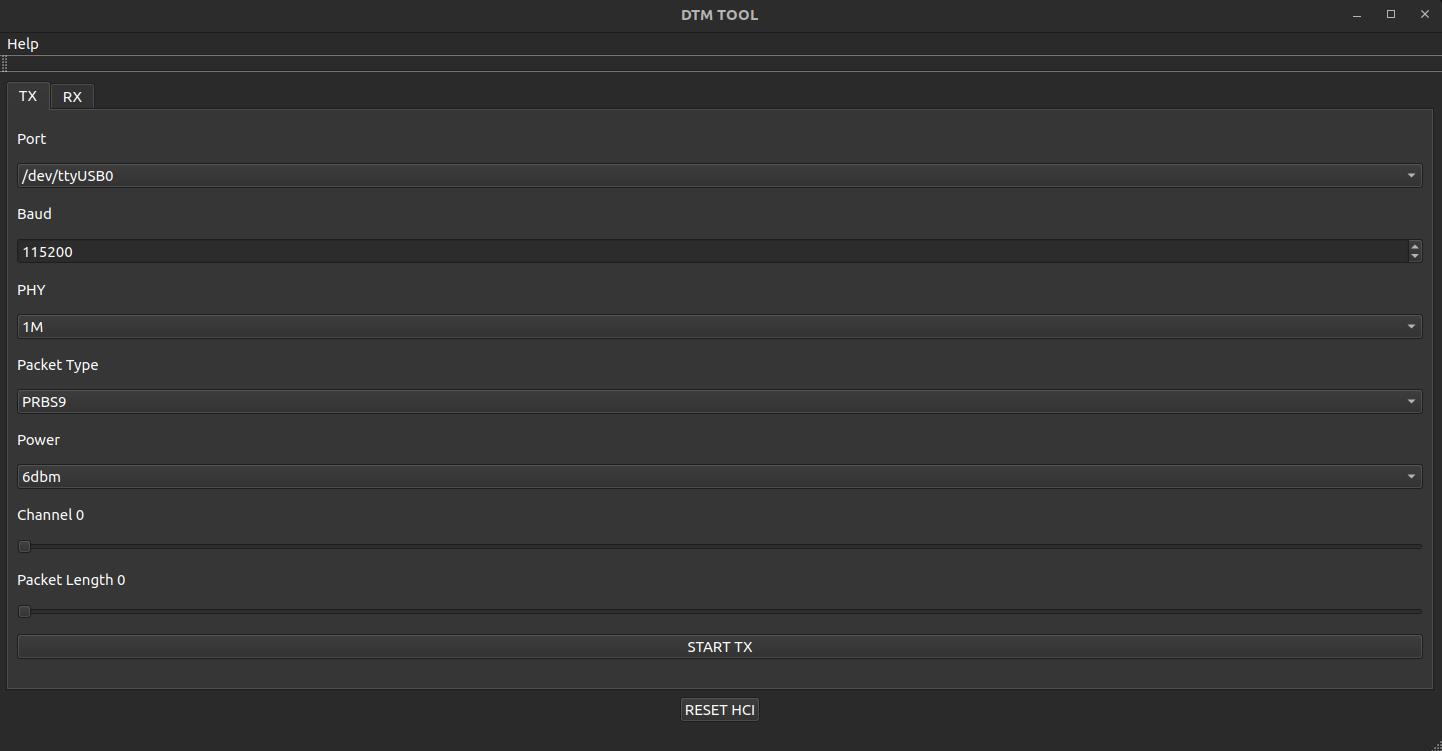 DTM TOOL
Help
TX
RX
Port
/dev/ttyUSB0
Baud
115200
PHY
1M
Packet Type
PRBS9
Power
6dbm
Channel 0
Packet Length 0
START TX
RESET HCI